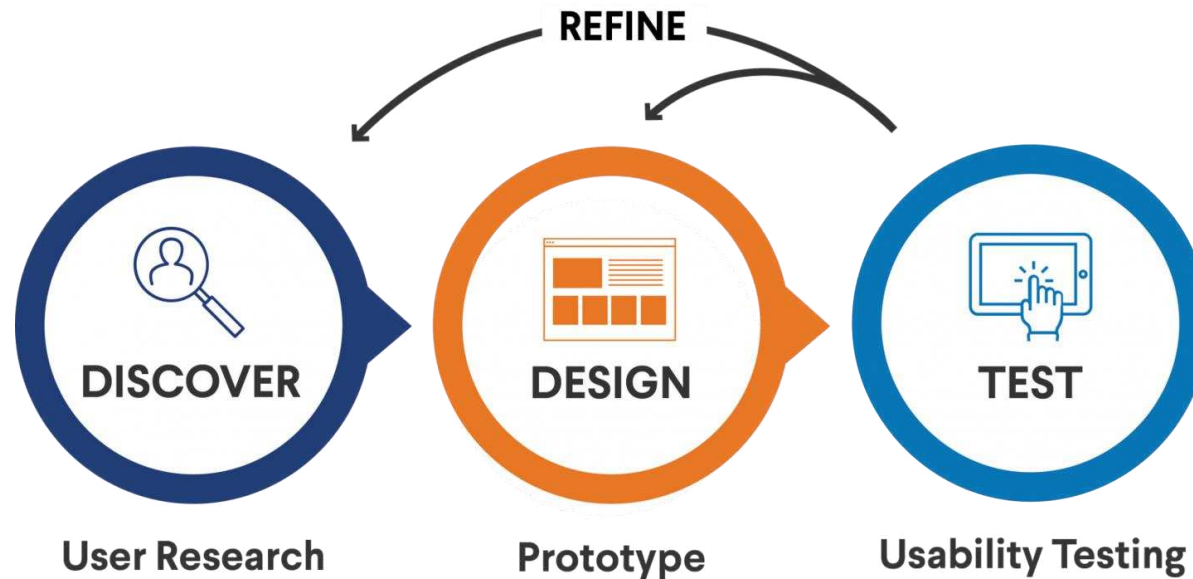 REFINE
DISCOVER
DESIGN
TEST
User Research
Prototype
Usability Testing